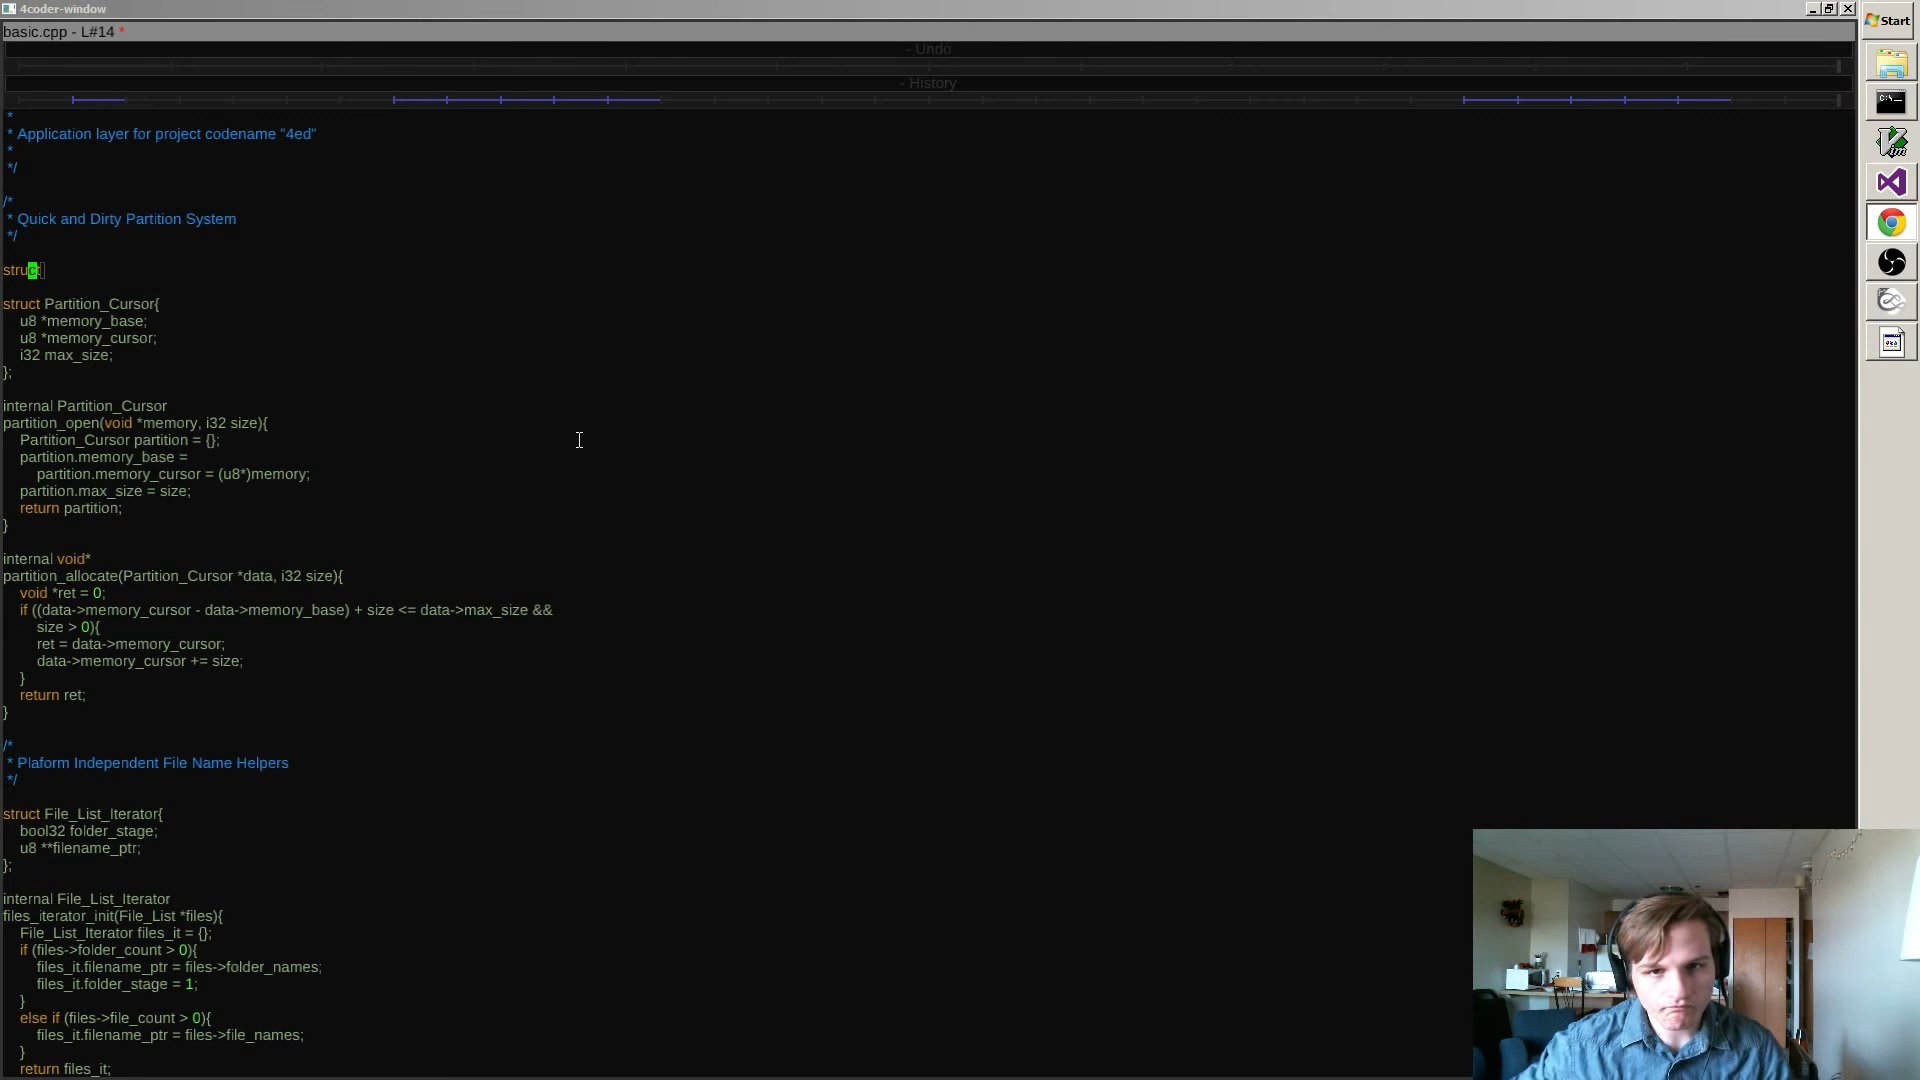 4coder-window
basic.cpp - L#14 *
- Undo
- History
*
* Application layer for project codename "4ed"
*
*/
/*
* Quick and Dirty Partition System
*/
struct
struct Partition_Cursor{
u8 *memory_base;
u8 *memory_cursor;
i32 max_size;
};
internal Partition_Cursor
partition_open(void *memory, i32 size){
Partition_Cursor partition = {};
partition.memory_base =
partition.memory_cursor = (u8*)memory;
partition.max_size = size;
return partition;
}
internal void*
partition_allocate(Partition_Cursor *data, i32 size){
void *ret = 0;
if ((data->memory_cursor - data->memory_base) + size <= data->max_size &&
size > 0){
ret = data->memory_cursor;
data->memory_cursor += size;
}
return ret;
}
/*
* Plaform Independent File Name Helpers
*/
struct File_List_Iterator{
bool32 folder_stage;
u8 **filename_ptr;
};
internal File_List_Iterator
files_iterator_init(File_List *files){
File_List_Iterator files_it = {};
if (files->folder_count > 0){
files_it.filename_ptr = files->folder_names;
files_it.folder_stage = 1;
}
else if (files->file_count > 0){
files_it.filename_ptr = files->file_names;
}
return files_it;
Start